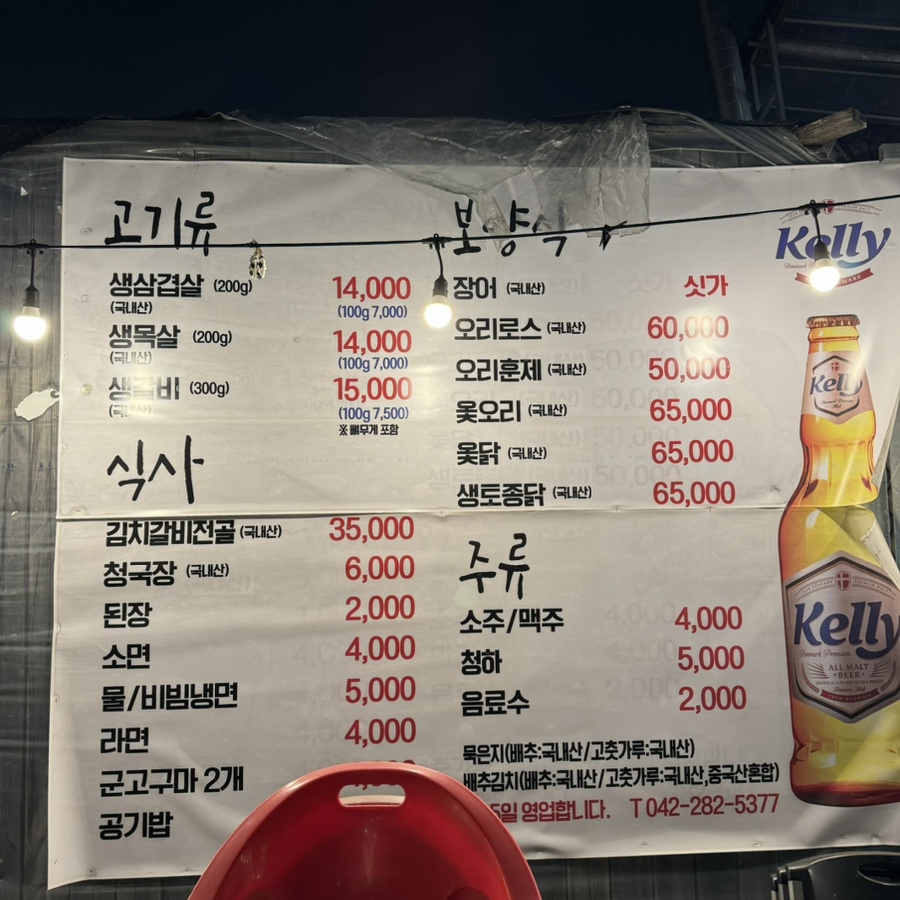 고기류
생삼겹살 (200g) 14,000
(국내산) (100g 7,000)
생목살 (200g) 14,000
(국내산) (100g 7,000)
생갈비 (300g) 15,000
(국내산) (100g 7,500)
※ 뼈무게 포함
식사
김치갈비전골 (국내산) 35,000
청국장 (국내산) 6,000
된장 2,000
소면 4,000
물/비빔냉면 5,000
라면 4,000
군고구마 2개
공기밥
보양식
장어 (국내산) 싯가
오리로스 (국내산) 60,000
오리훈제 (국내산) 50,000
옻오리 (국내산) 65,000
옻닭 (국내산) 65,000
생토종닭 (국내산) 65,000
주류
소주/맥주 4,000
청하 5,000
음료수 2,000
묵은지(배추:국내산/고춧가루:국내산)
배추김치(배추:국내산/고춧가루:국내산,중국산혼합)
5일 영업합니다. T 042-282-5377
Kelly
Kelly
Kelly
Denmark Premium
ALL MALT
BEER